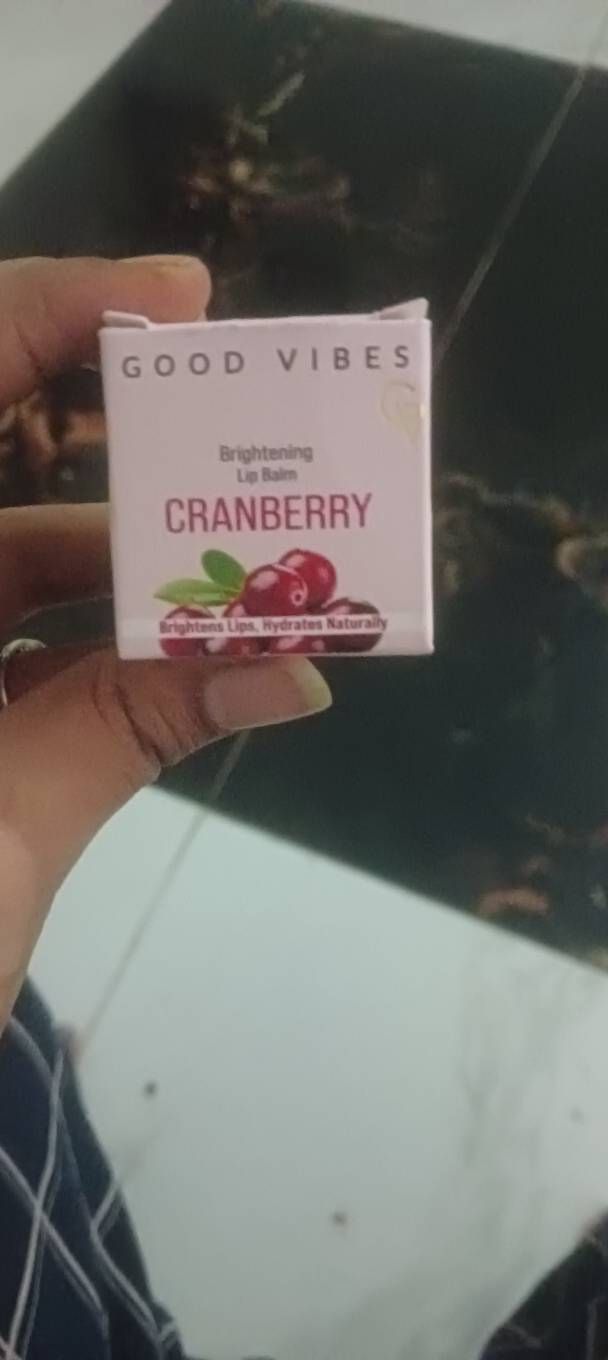 GOOD VIBES
Brightening
Lip Balm
CRANBERRY
Brightens Lips, Hydrates Naturally